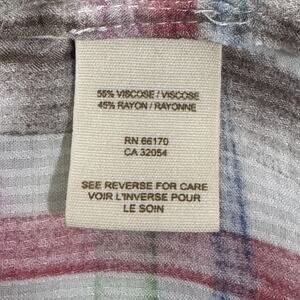 55% VISCOSE / VISCOSE
45% RAYON / RAYONNE
RN 66170
CA 32054
SEE REVERSE FOR CARE
VOIR L'INVERSE POUR
LE SOIN